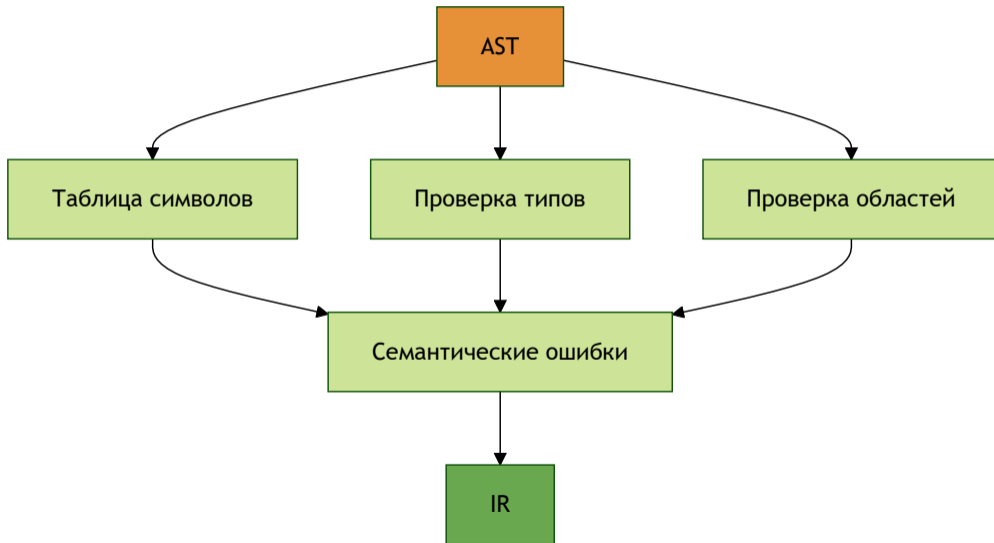 AST
Таблица символов
Проверка типов
Проверка областей
Семантические ошибки
IR